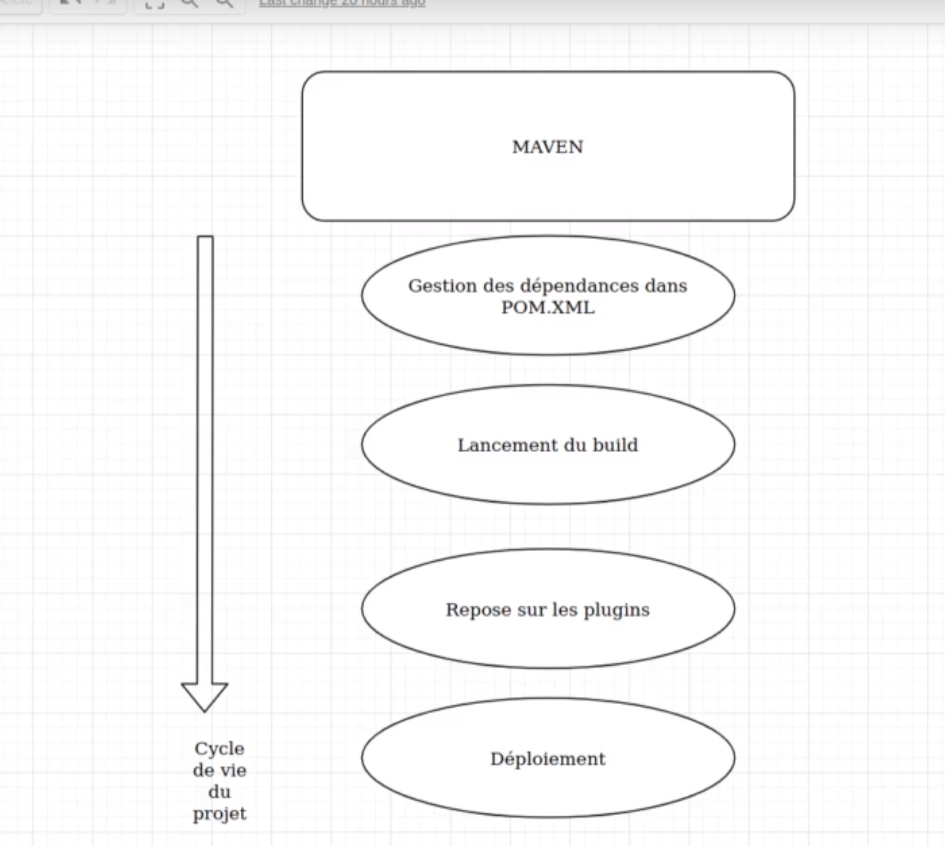 Last change 20 hours ago
MAVEN
Gestion des dépendances dans
POM.XML
Lancement du build
Repose sur les plugins
Déploiement
Cycle
de vie
du
projet